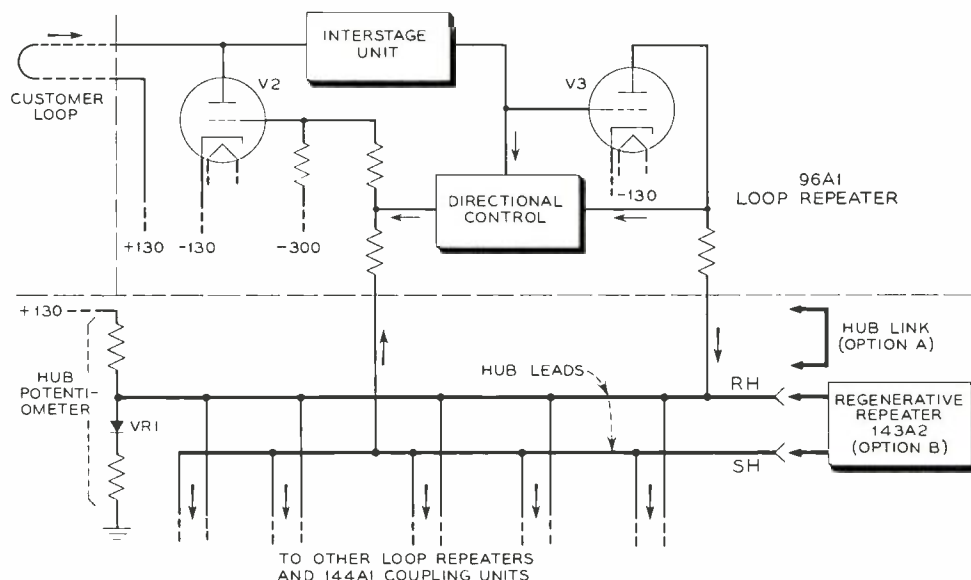 INTERSTAGE
UNIT
V2
V3
CUSTOMER
LOOP
DIRECTIONAL
CONTROL
-130
96A1
LOOP REPEATER
+130
-130
-300
+130
HUB LINK
(OPTION A)
HUB
POTENTI-
OMETER
HUB LEADS
RH
VR1
REGENERATIVE
REPEATER
143A2
(OPTION B)
SH
TO OTHER LOOP REPEATERS
AND 144A1 COUPLING UNITS